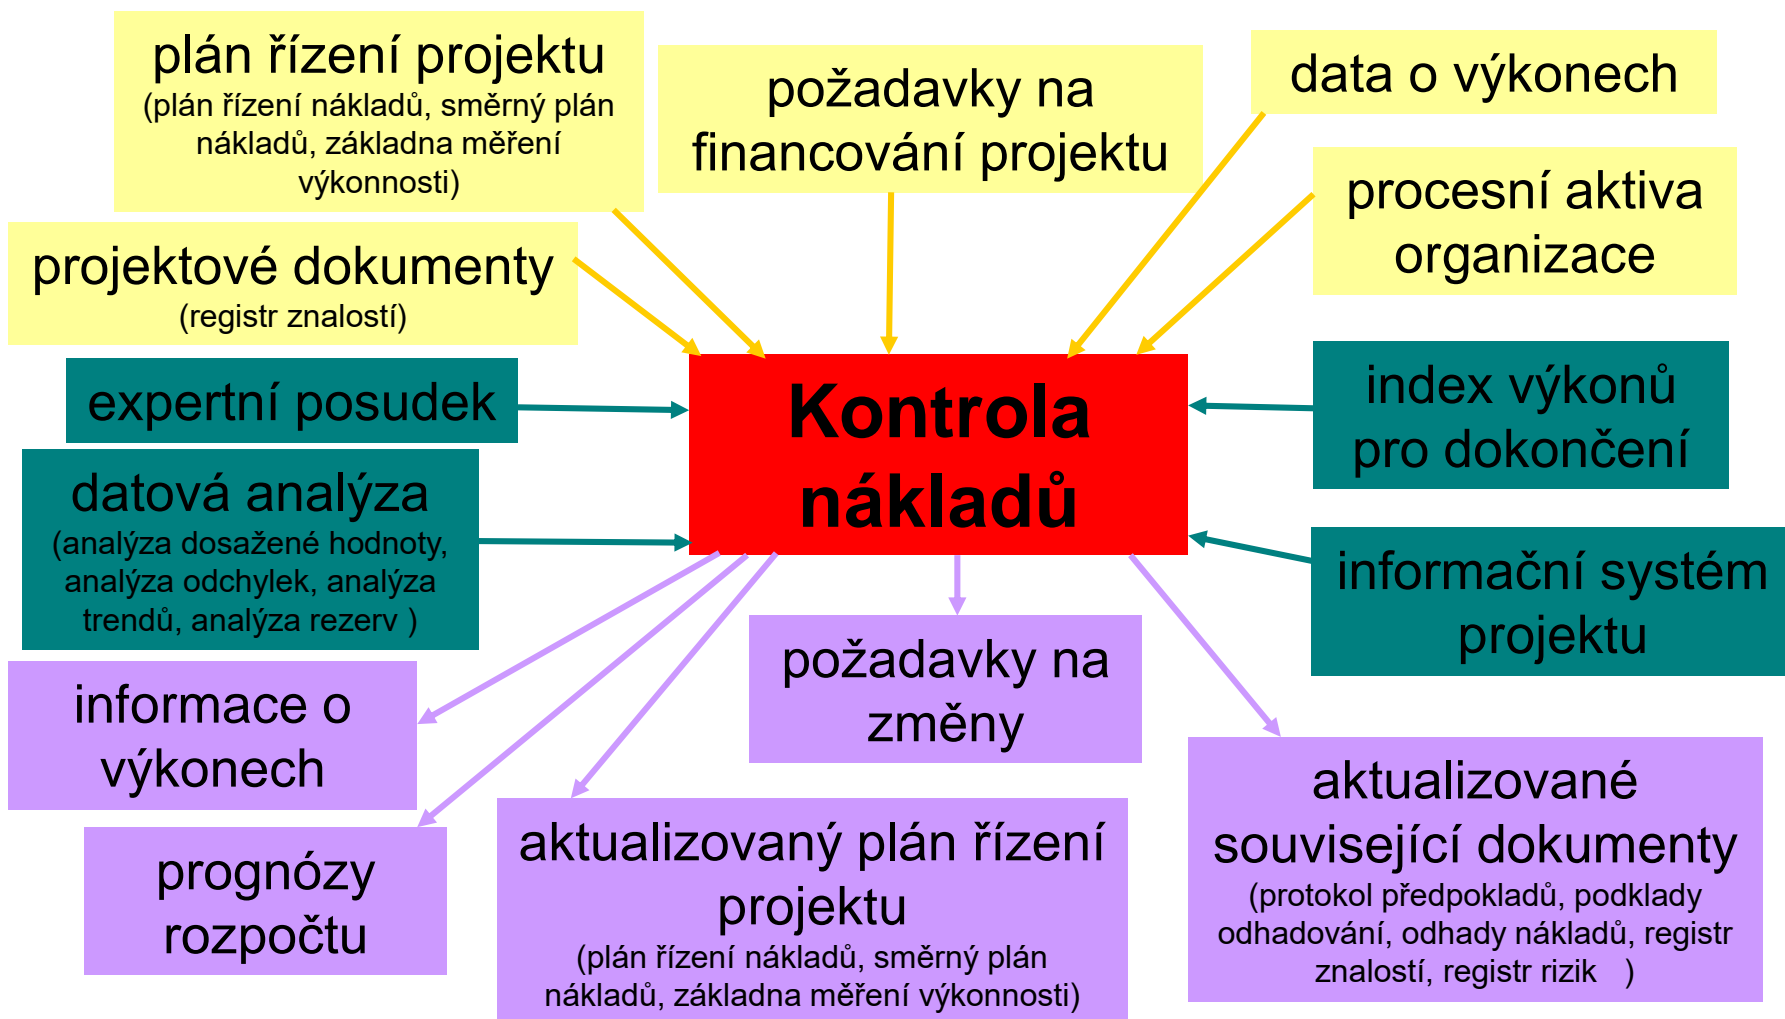 plán řízení projektu
(plán řízení nákladů, směrný plán
nákladů, základna měření
výkonnosti)
požadavky na
financování projektu
data o výkonech
procesní aktiva
organizace
projektové dokumenty
(registr znalostí)
expertní posudek
Kontrola
nákladů
index výkonů
pro dokončení
datová analýza
(analýza dosažené hodnoty,
analýza odchylek, analýza
trendů, analýza rezerv )
informační systém
projektu
informace o
výkonech
požadavky na
změny
prognózy
rozpočtu
aktualizovaný plán řízení
projektu
(plán řízení nákladů, směrný plán
nákladů, základna měření výkonnosti)
aktualizované
související dokumenty
(protokol předpokladů, podklady
odhadování, odhady nákladů, registr
znalostí, registr rizik   )